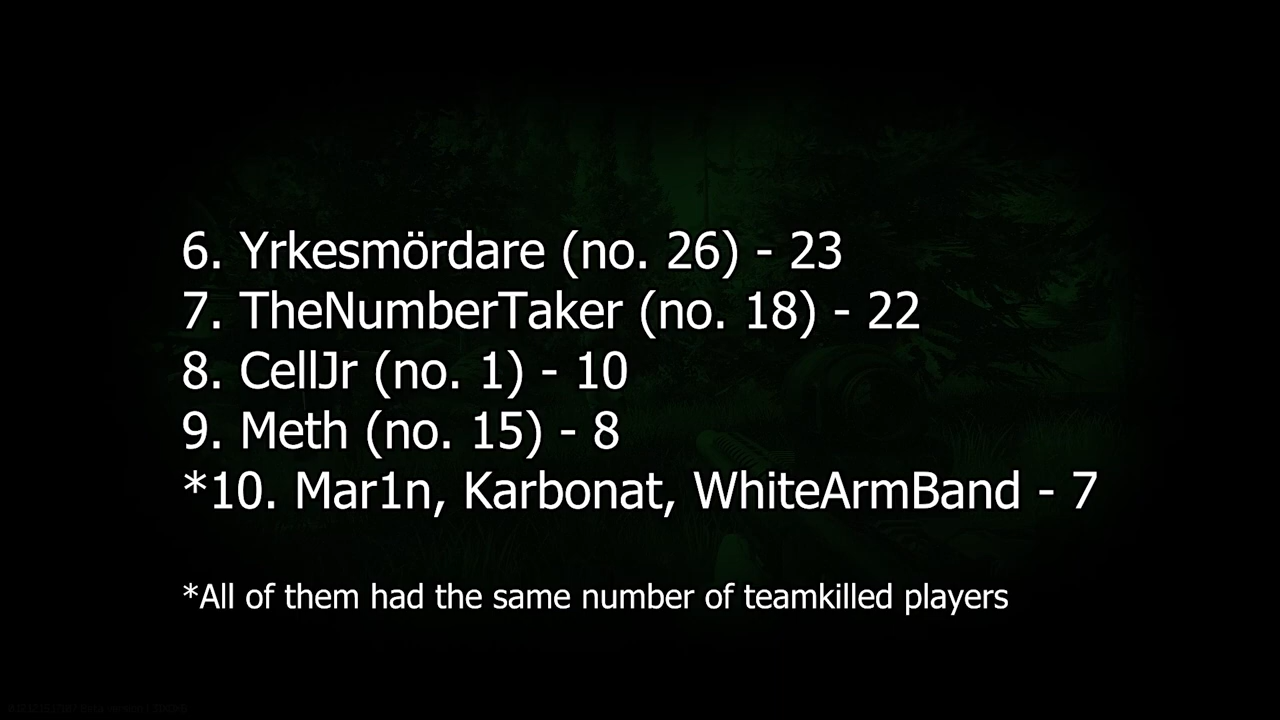 6. Yrkesmördare (no. 26) - 23
7. TheNumberTaker (no. 18) - 22
8. CellJr (no. 1) - 10
9. Meth (no. 15) - 8
*10. Mar1n, Karbonat, WhiteArmBand - 7
*All of them had the same number of teamkilled players